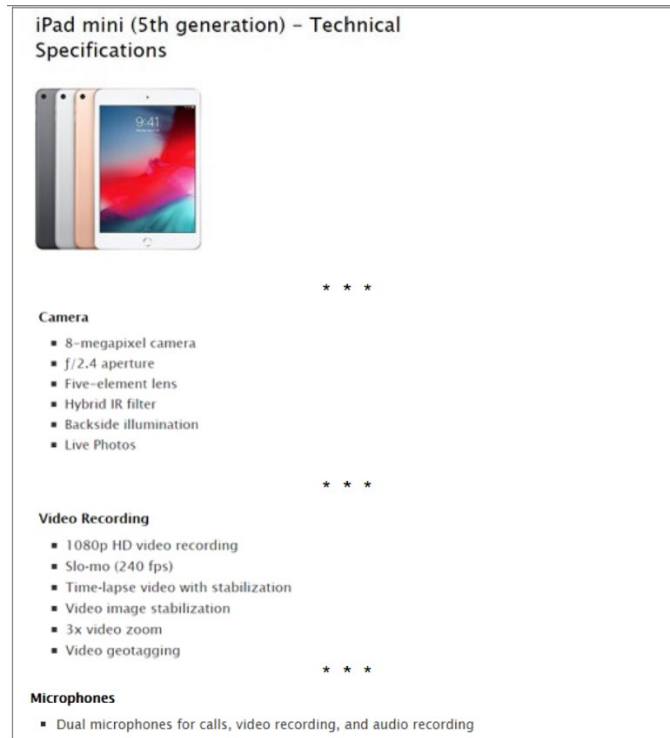 iPad mini (5th generation) – Technical
Specifications
9:41
* * *
Camera
▪ 8-megapixel camera
▪ ƒ/2.4 aperture
▪ Five-element lens
▪ Hybrid IR filter
▪ Backside illumination
▪ Live Photos
* * *
Video Recording
▪ 1080p HD video recording
▪ Slo-mo (240 fps)
▪ Time-lapse video with stabilization
▪ Video image stabilization
▪ 3x video zoom
▪ Video geotagging
* * *
Microphones
▪ Dual microphones for calls, video recording, and audio recording